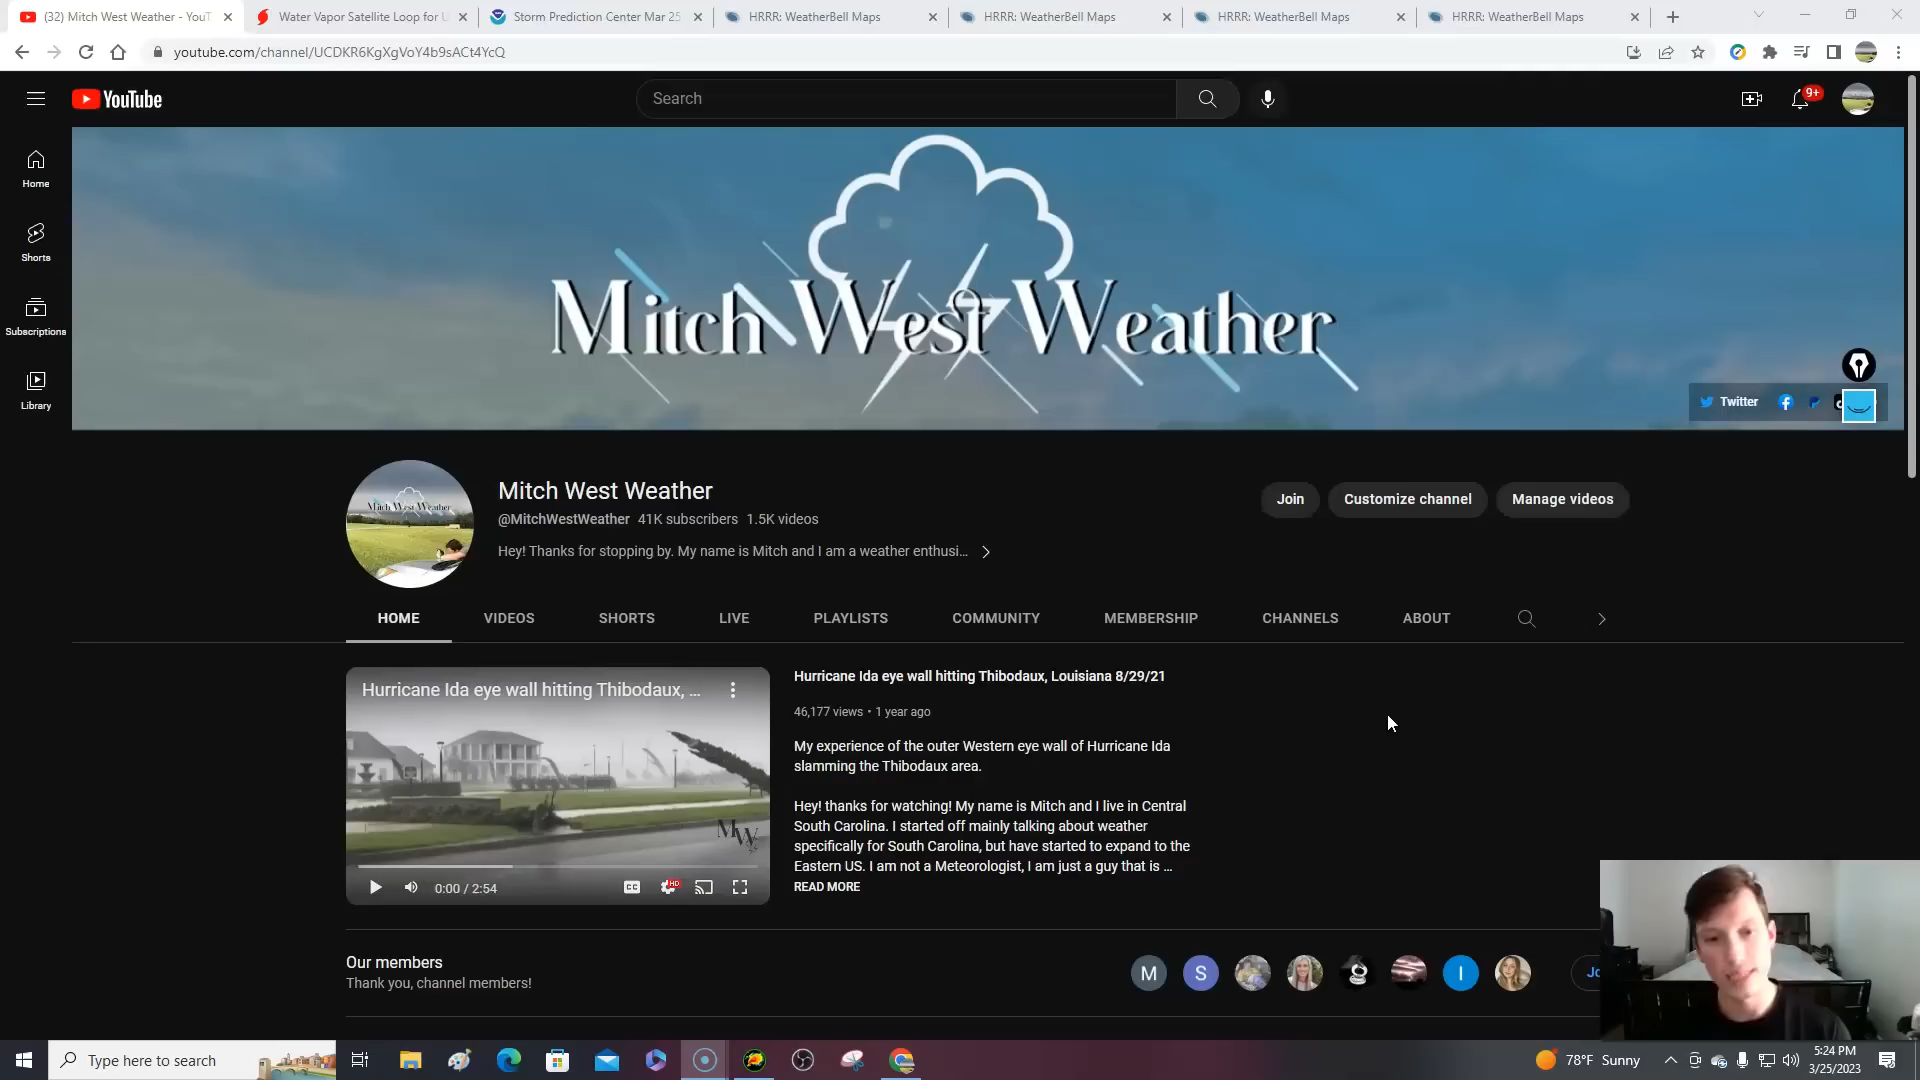 (32) Mitch West Weather - YouT
Water Vapor Satellite Loop for U
Storm Prediction Center Mar 25
HRRR: WeatherBell Maps
HRRR: WeatherBell Maps
HRRR: WeatherBell Maps
HRRR: WeatherBell Maps
youtube.com/channel/UCDKR6KgXgVoY4b9sACt4YcQ
YouTube
Search
9+
Home
Shorts
Subscriptions
Library
Mitch West Weather
Twitter
Mitch West Weather
Mitch West Weather
@MitchWestWeather 41K subscribers 1.5K videos
Hey! Thanks for stopping by. My name is Mitch and I am a weather enthusi...
Join
Customize channel
Manage videos
HOME
VIDEOS
SHORTS
LIVE
PLAYLISTS
COMMUNITY
MEMBERSHIP
CHANNELS
ABOUT
Hurricane Ida eye wall hitting Thibodaux, ...
MW
0:00 / 2:54
CC
HD
Hurricane Ida eye wall hitting Thibodaux, Louisiana 8/29/21
46,177 views • 1 year ago
My experience of the outer Western eye wall of Hurricane Ida
slamming the Thibodaux area.
Hey! thanks for watching! My name is Mitch and I live in Central
South Carolina. I started off mainly talking about weather
specifically for South Carolina, but have started to expand to the
Eastern US. I am not a Meteorologist, I am just a guy that is ...
READ MORE
Our members
Thank you, channel members!
M
S
I
Jo
Type here to search
78°F Sunny
5:24 PM
3/25/2023